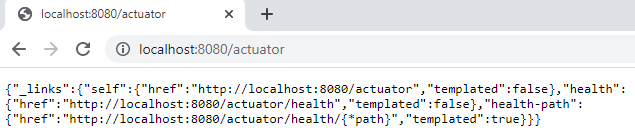 localhost:8080/actuator
localhost:8080/actuator
{"_links":{"self":{"href":"http://localhost:8080/actuator","templated":false},"health":
{"href":"http://localhost:8080/actuator/health","templated":false},"health-path":
{"href":"http://localhost:8080/actuator/health/{*path}","templated":true}}}